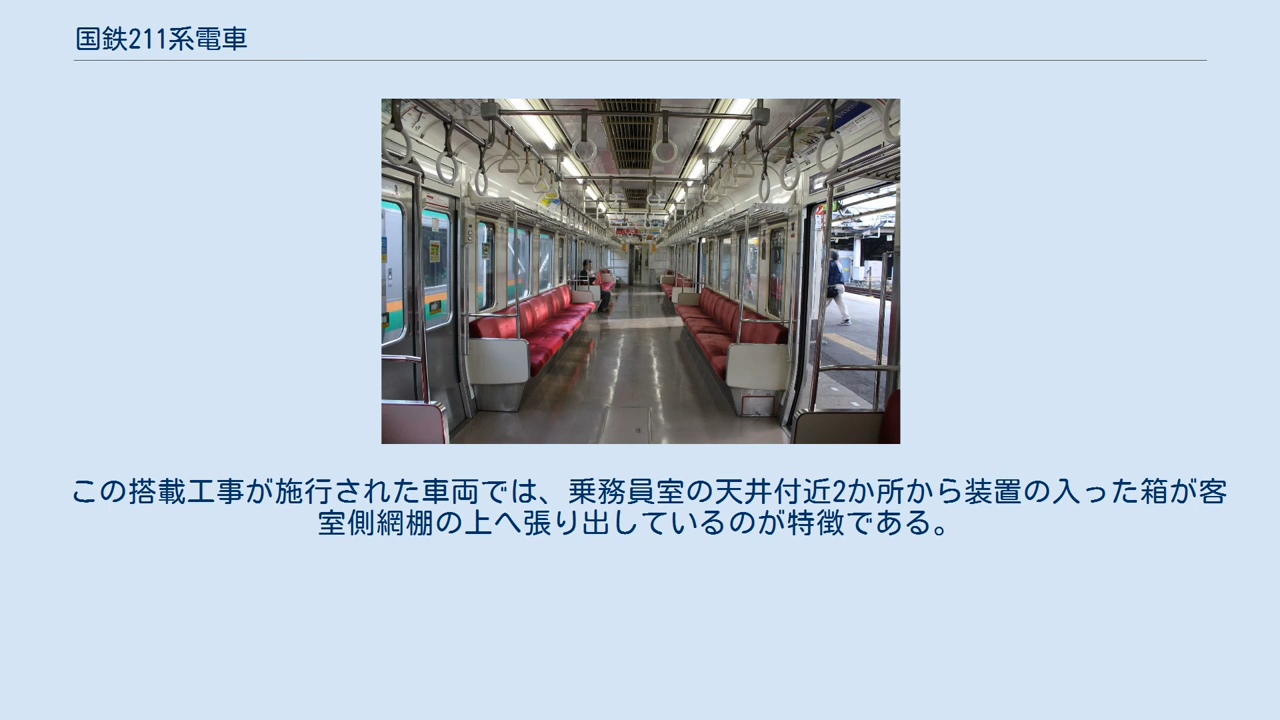 国鉄211系電車
この搭載工事が施行された車両では、乗務員室の天井付近2か所から装置の入った箱が客
室側網棚の上へ張り出しているのが特徴である。